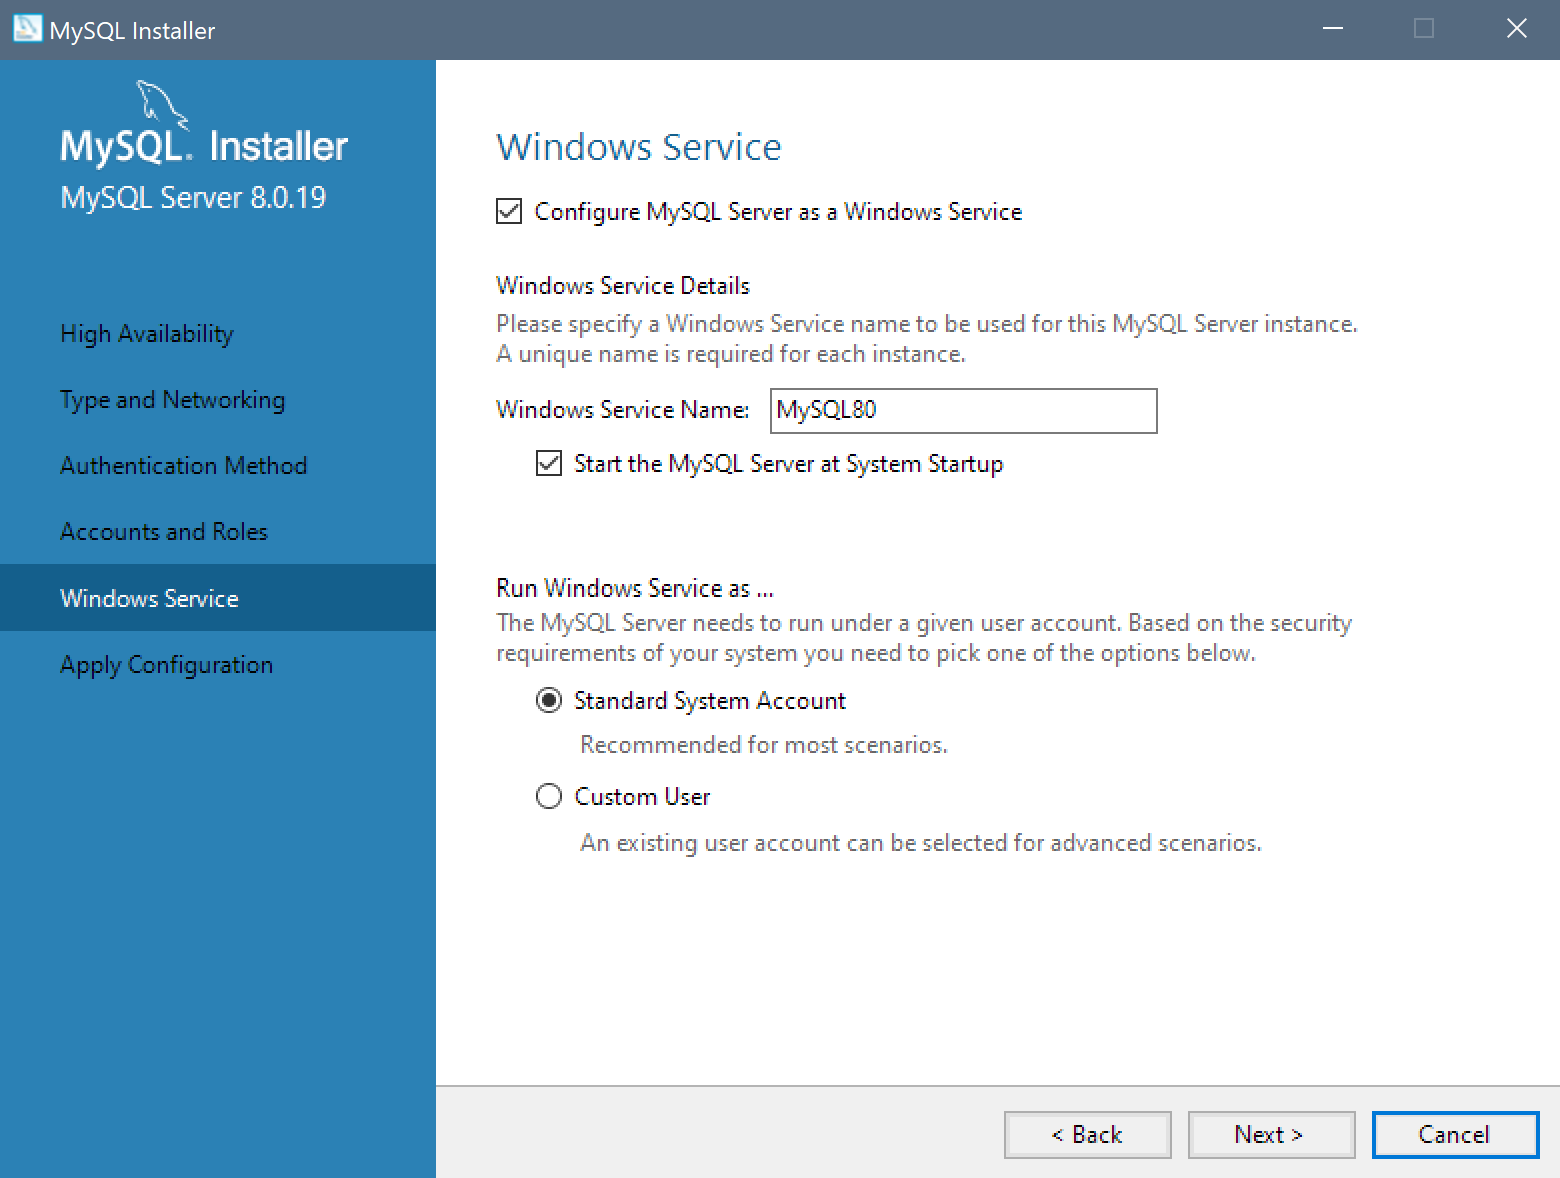 MySQL Installer
MySQL. Installer
MySQL Server 8.0.19
High Availability
Type and Networking
Authentication Method
Accounts and Roles
Windows Service
Apply Configuration
Windows Service
Configure MySQL Server as a Windows Service
Windows Service Details
Please specify a Windows Service name to be used for this MySQL Server instance.
A unique name is required for each instance.
Windows Service Name: MySQL80
Start the MySQL Server at System Startup
Run Windows Service as ...
The MySQL Server needs to run under a given user account. Based on the security
requirements of your system you need to pick one of the options below.
Standard System Account
Recommended for most scenarios.
Custom User
An existing user account can be selected for advanced scenarios.
< Back Next > Cancel